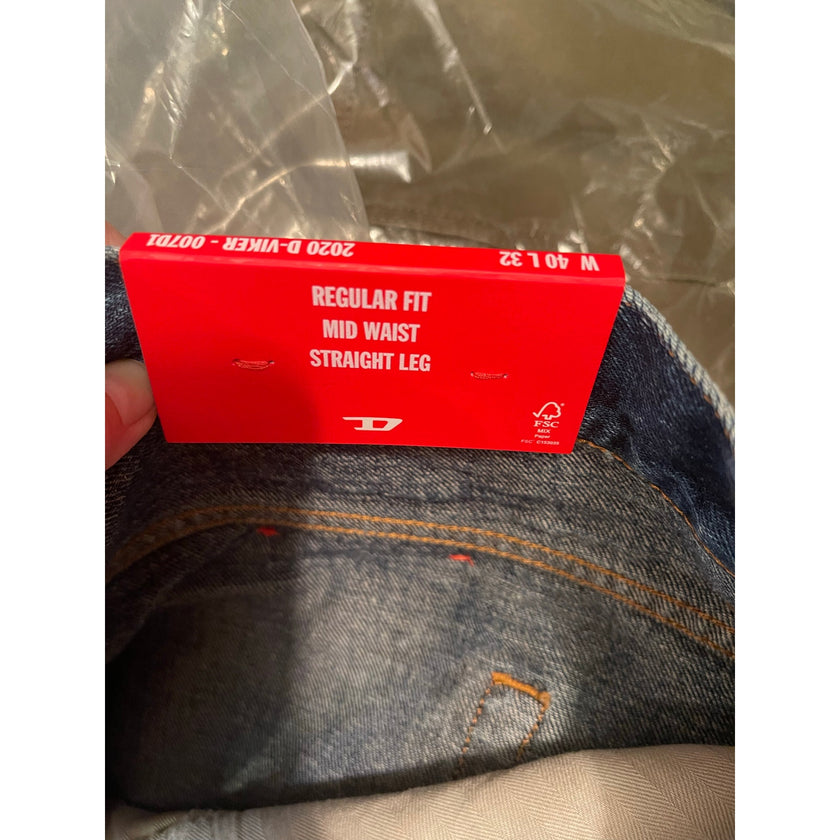 2020 D-VIKER - 007D1
W 40 L 32
REGULAR FIT
MID WAIST
STRAIGHT LEG
D
FSC
MIX
Paper